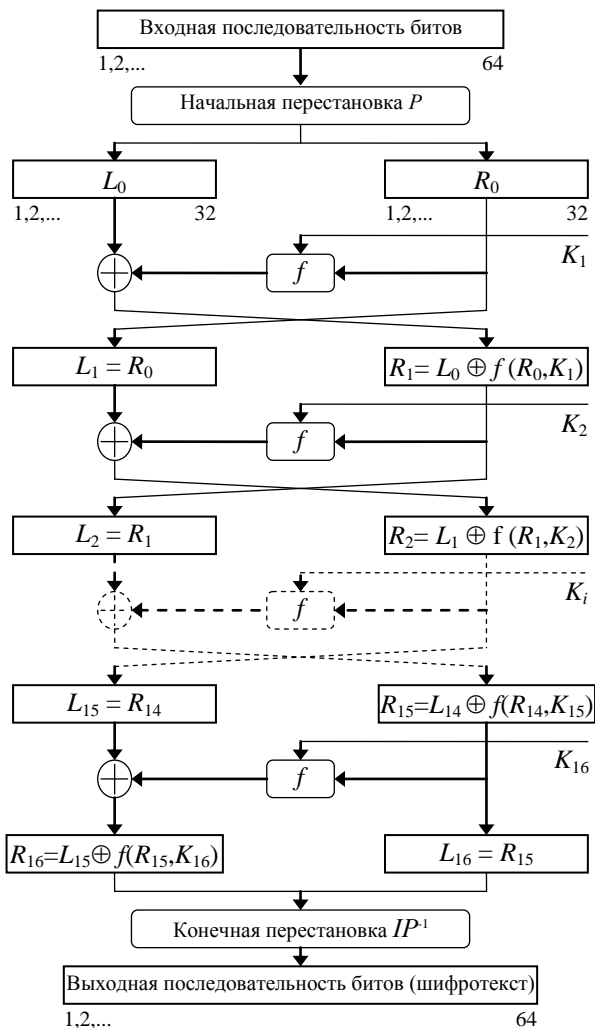 Входная последовательность битов
1,2,... 64
Начальная перестановка P
L₀ R₀
1,2,... 32 1,2,... 32
f K₁
L₁ = R₀ R₁= L₀ ⊕ f (R₀,K₁)
f K₂
L₂ = R₁ R₂= L₁ ⊕ f (R₁,K₂)
f Kᵢ
L₁₅ = R₁₄ R₁₅=L₁₄ ⊕ f(R₁₄,K₁₅)
f K₁₆
R₁₆=L₁₅⊕ f(R₁₅,K₁₆) L₁₆ = R₁₅
Конечная перестановка IP⁻¹
Выходная последовательность битов (шифротекст)
1,2,... 64